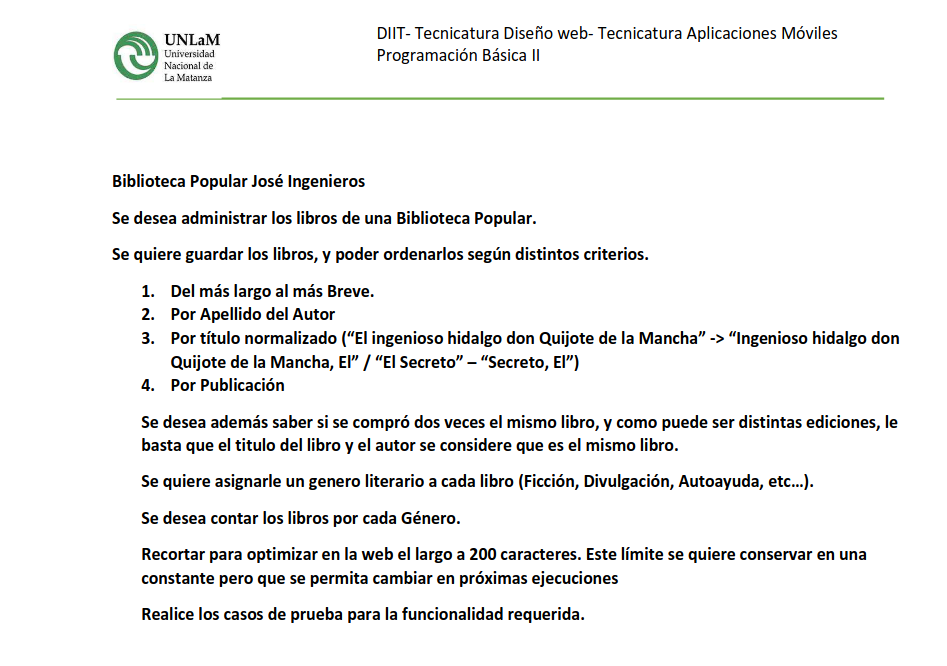 UNLaM
Universidad
Nacional de
La Matanza
DIIT- Tecnicatura Diseño web- Tecnicatura Aplicaciones Móviles
Programación Básica II
Biblioteca Popular José Ingenieros
Se desea administrar los libros de una Biblioteca Popular.
Se quiere guardar los libros, y poder ordenarlos según distintos criterios.
1. Del más largo al más Breve.
2. Por Apellido del Autor
3. Por título normalizado (“El ingenioso hidalgo don Quijote de la Mancha” -> “Ingenioso hidalgo don
Quijote de la Mancha, El” / “El Secreto” – “Secreto, El”)
4. Por Publicación
Se desea además saber si se compró dos veces el mismo libro, y como puede ser distintas ediciones, le
basta que el titulo del libro y el autor se considere que es el mismo libro.
Se quiere asignarle un genero literario a cada libro (Ficción, Divulgación, Autoayuda, etc…).
Se desea contar los libros por cada Género.
Recortar para optimizar en la web el largo a 200 caracteres. Este límite se quiere conservar en una
constante pero que se permita cambiar en próximas ejecuciones
Realice los casos de prueba para la funcionalidad requerida.